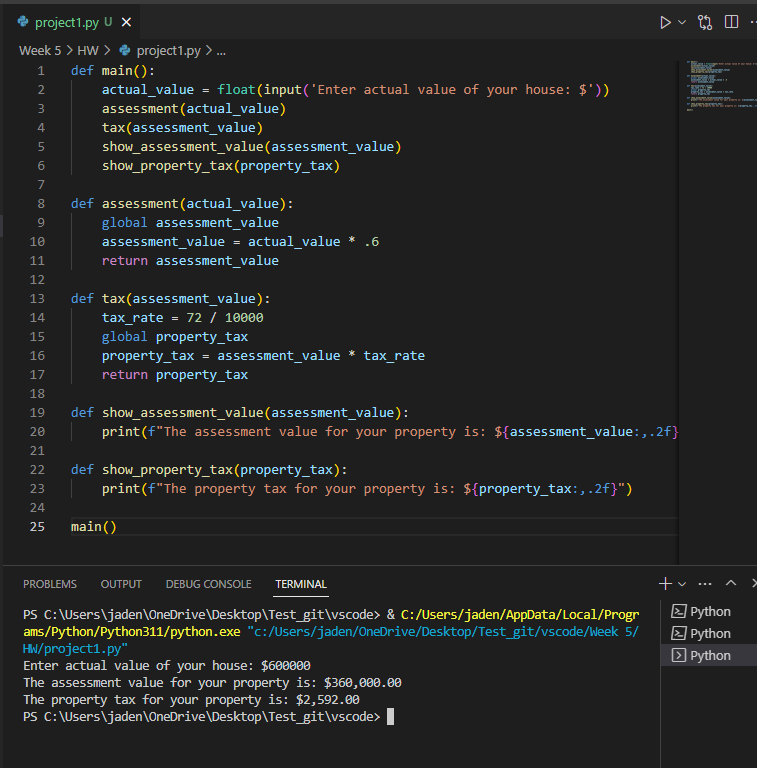 project1.py U
Week 5 > HW > project1.py > ...
1 def main():
2 actual_value = float(input('Enter actual value of your house: $'))
3 assessment(actual_value)
4 tax(assessment_value)
5 show_assessment_value(assessment_value)
6 show_property_tax(property_tax)
7
8 def assessment(actual_value):
9 global assessment_value
10 assessment_value = actual_value * .6
11 return assessment_value
12
13 def tax(assessment_value):
14 tax_rate = 72 / 10000
15 global property_tax
16 property_tax = assessment_value * tax_rate
17 return property_tax
18
19 def show_assessment_value(assessment_value):
20 print(f"The assessment value for your property is: ${assessment_value:,.2f}
21
22 def show_property_tax(property_tax):
23 print(f"The property tax for your property is: ${property_tax:,.2f}")
24
25 main()
PROBLEMS OUTPUT DEBUG CONSOLE TERMINAL
PS C:\Users\jaden\OneDrive\Desktop\Test_git\vscode> & C:/Users/jaden/AppData/Local/Progr
ams/Python/Python311/python.exe "c:/Users/jaden/OneDrive/Desktop/Test_git/vscode/Week 5/
HW/project1.py"
Enter actual value of your house: $600000
The assessment value for your property is: $360,000.00
The property tax for your property is: $2,592.00
PS C:\Users\jaden\OneDrive\Desktop\Test_git\vscode>
Python
Python
Python